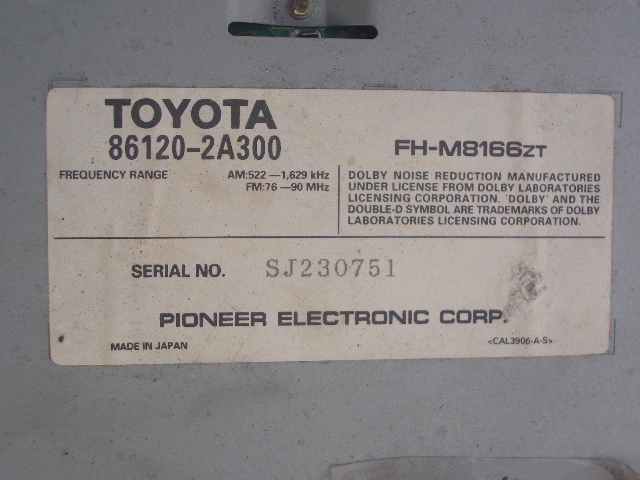 TOYOTA
86120-2A300
FH-M8166ZT
FREQUENCY RANGE AM:522-1,629 kHz
FM:76-90 MHz
DOLBY NOISE REDUCTION MANUFACTURED
UNDER LICENSE FROM DOLBY LABORATORIES
LICENSING CORPORATION. 'DOLBY' AND THE
DOUBLE-D SYMBOL ARE TRADEMARKS OF DOLBY
LABORATORIES LICENSING CORPORATION.
SERIAL NO. SJ230751
PIONEER ELECTRONIC CORP.
MADE IN JAPAN
<CAL3906-A-S>